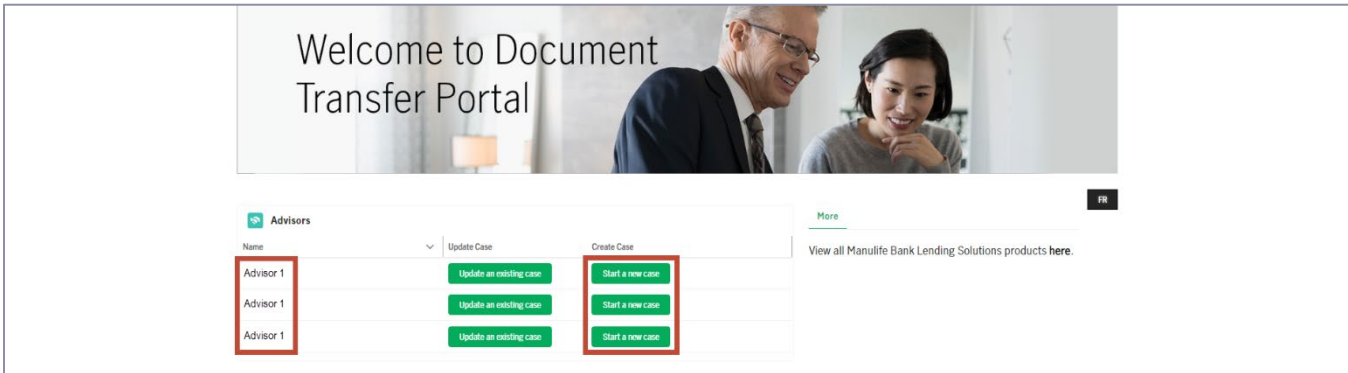 Welcome to Document
Transfer Portal
FR
Advisors
More
Name Update Case Create Case
View all Manulife Bank Lending Solutions products here.
Advisor 1 Update an existing case Start a new case
Advisor 1 Update an existing case Start a new case
Advisor 1 Update an existing case Start a new case